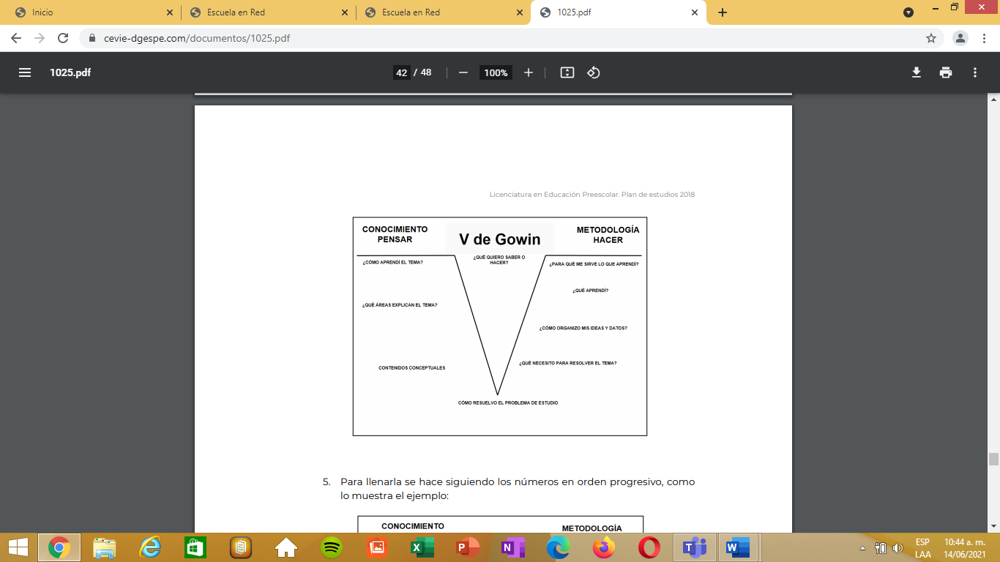 Inicio
Escuela en Red
Escuela en Red
1025.pdf
cevie-dgespe.com/documentos/1025.pdf
1025.pdf
42 / 48
100%
Licenciatura en Educación Preescolar. Plan de estudios 2018
CONOCIMIENTO
PENSAR
V de Gowin
METODOLOGÍA
HACER
¿CÓMO APRENDÍ EL TEMA?
¿QUÉ QUIERO SABER O
HACER?
¿PARA QUÉ ME SIRVE LO QUE APRENDÍ?
¿QUÉ APRENDÍ?
¿QUÉ ÁREAS EXPLICAN EL TEMA?
¿CÓMO ORGANIZO MIS IDEAS Y DATOS?
¿QUÉ NECESITO PARA RESOLVER EL TEMA?
CONTENIDOS CONCEPTUALES
CÓMO RESUELVO EL PROBLEMA DE ESTUDIO
5. Para llenarla se hace siguiendo los números en orden progresivo, como
lo muestra el ejemplo:
CONOCIMIENTO
METODOLOGÍA
ESP
LAA
10:44 a. m.
14/06/2021